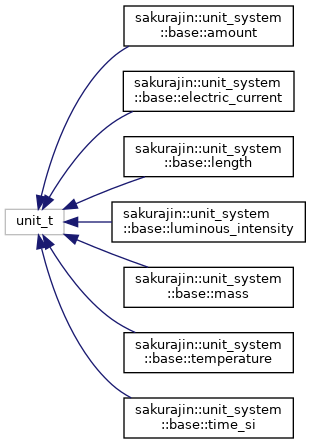 sakurajin::unit_system
::base::amount
sakurajin::unit_system
::base::electric_current
sakurajin::unit_system
::base::length
unit_t
sakurajin::unit_system
::base::luminous_intensity
sakurajin::unit_system
::base::mass
sakurajin::unit_system
::base::temperature
sakurajin::unit_system
::base::time_si